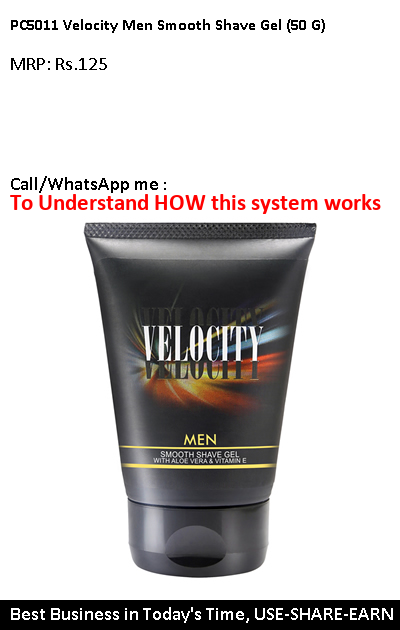 PC5011 Velocity Men Smooth Shave Gel (50 G)
MRP: Rs.125
Call/WhatsApp me :
To Understand HOW this system works
VELOCITY
MEN
SMOOTH SHAVE GEL
WITH ALOE VERA & VITAMIN E
Best Business in Today's Time, USE-SHARE-EARN